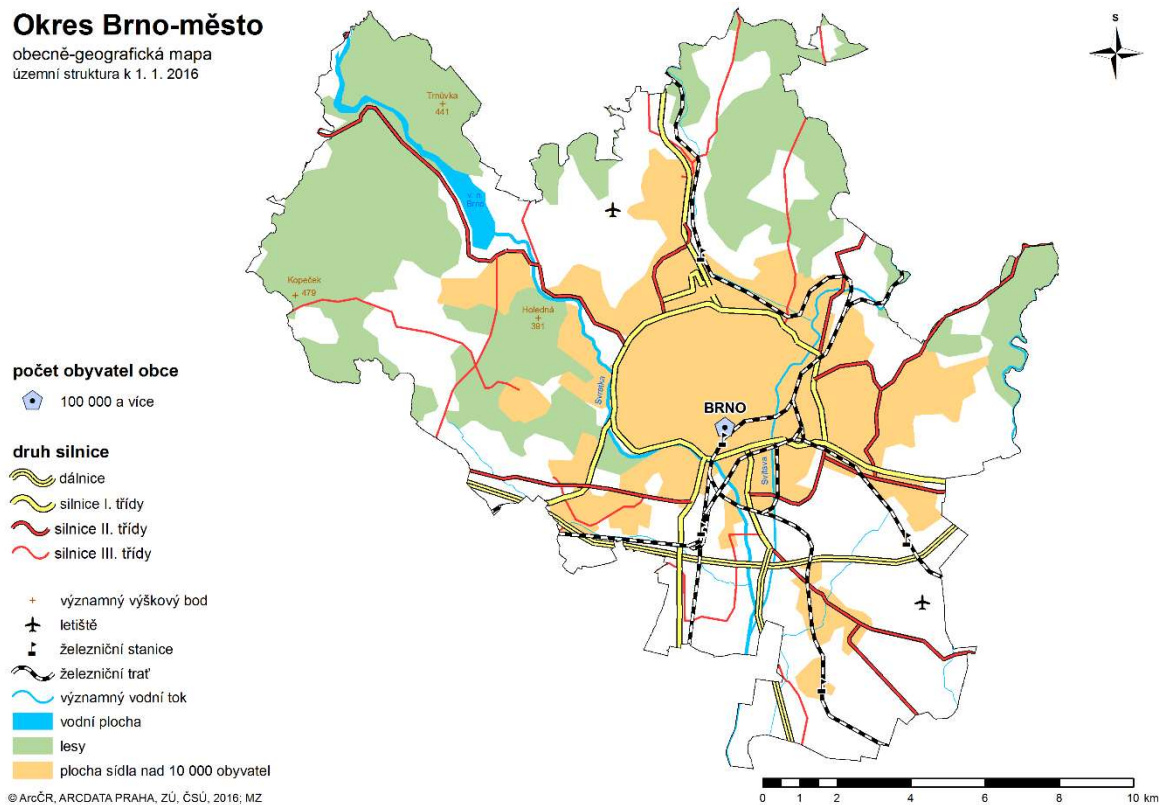 Okres Brno-město
obecně-geografická mapa
územní struktura k 1. 1. 2016
S
Trnůvka
441
v. n.
Brno
Kopeček
479
Holedná
391
Svratka
BRNO
Svitava
počet obyvatel obce
100 000 a více
druh silnice
dálnice
silnice I. třídy
silnice II. třídy
silnice III. třídy
významný výškový bod
letiště
železniční stanice
železniční trať
významný vodní tok
vodní plocha
lesy
plocha sídla nad 10 000 obyvatel
© ArcČR, ARCDATA PRAHA, ZÚ, ČSÚ, 2016; MZ
0 1 2 4 6 8 10 km